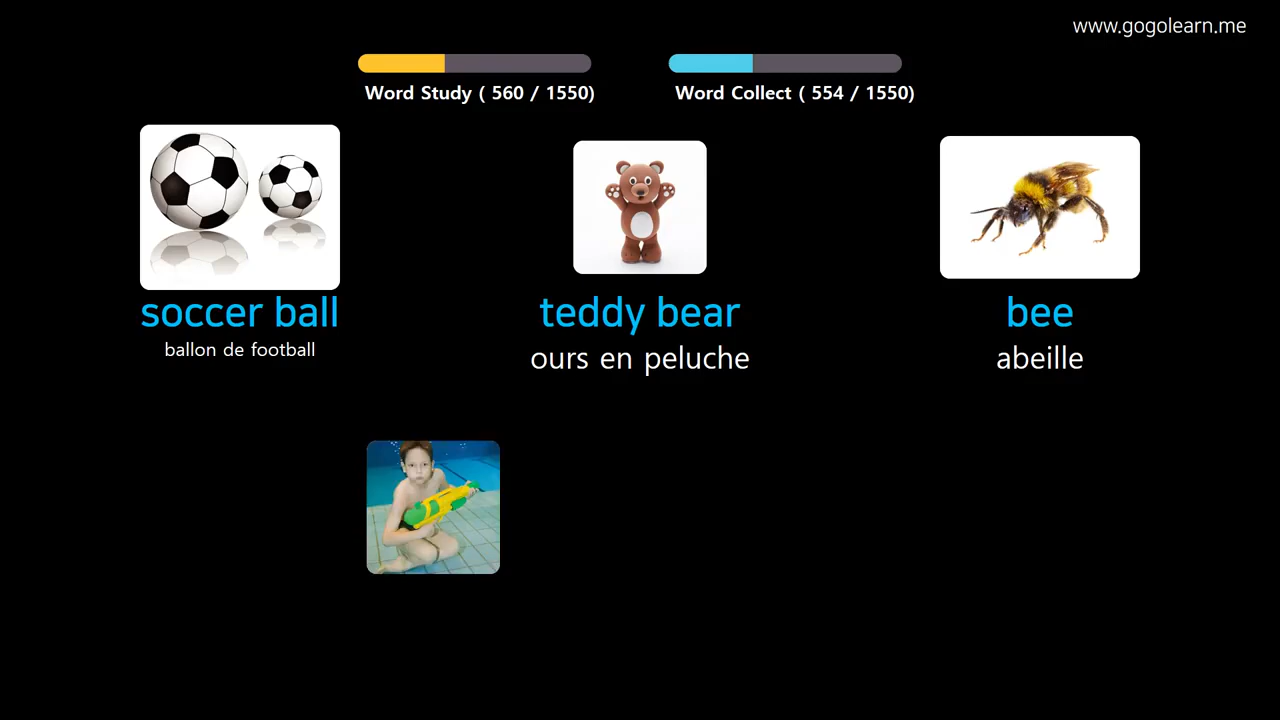 www.gogolearn.me
Word Study ( 560 / 1550)
Word Collect ( 554 / 1550)
soccer ball
ballon de football
teddy bear
ours en peluche
bee
abeille